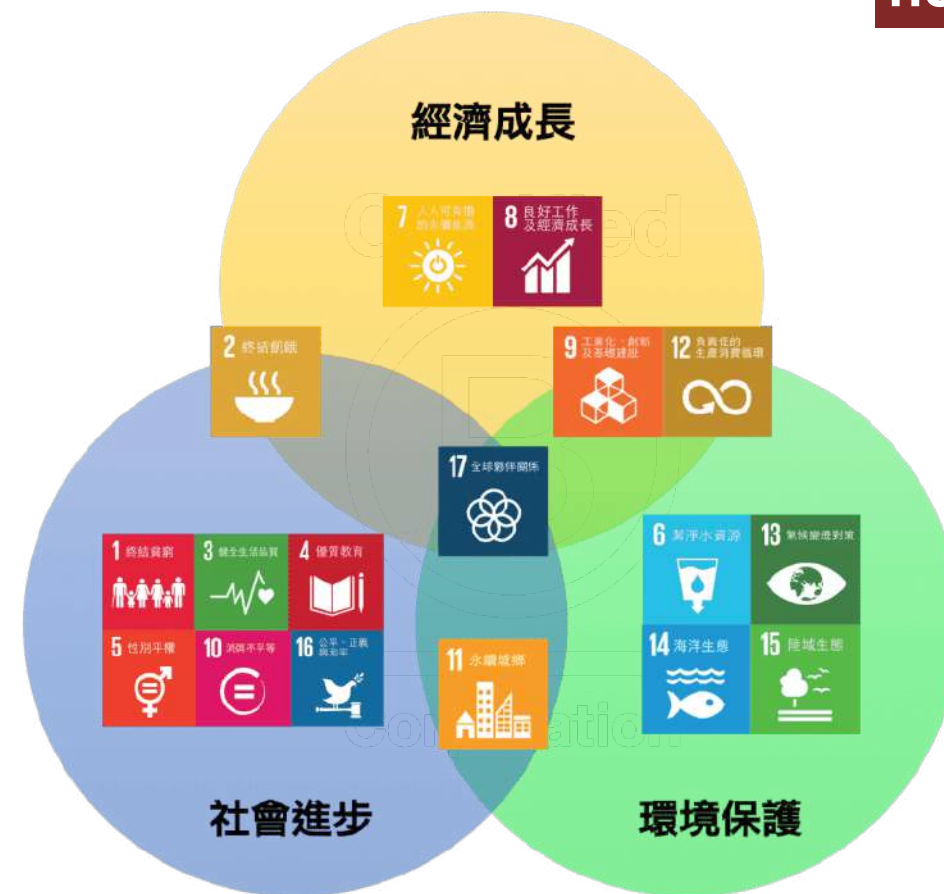 經濟成長
7 人人可負擔
的永續能源
8 良好工作
及經濟成長
2 終結飢餓
9 工業化、創新
及基礎建設
12 負責任的
生產消費循環
17 全球夥伴關係
1 終結貧窮
3 健全生活品質
4 優質教育
5 性別平權
10 減少不平等
16 公平、正義
與和平
6 潔淨水資源
13 氣候變遷對策
14 海洋生態
15 陸域生態
11 永續城鄉
社會進步
環境保護